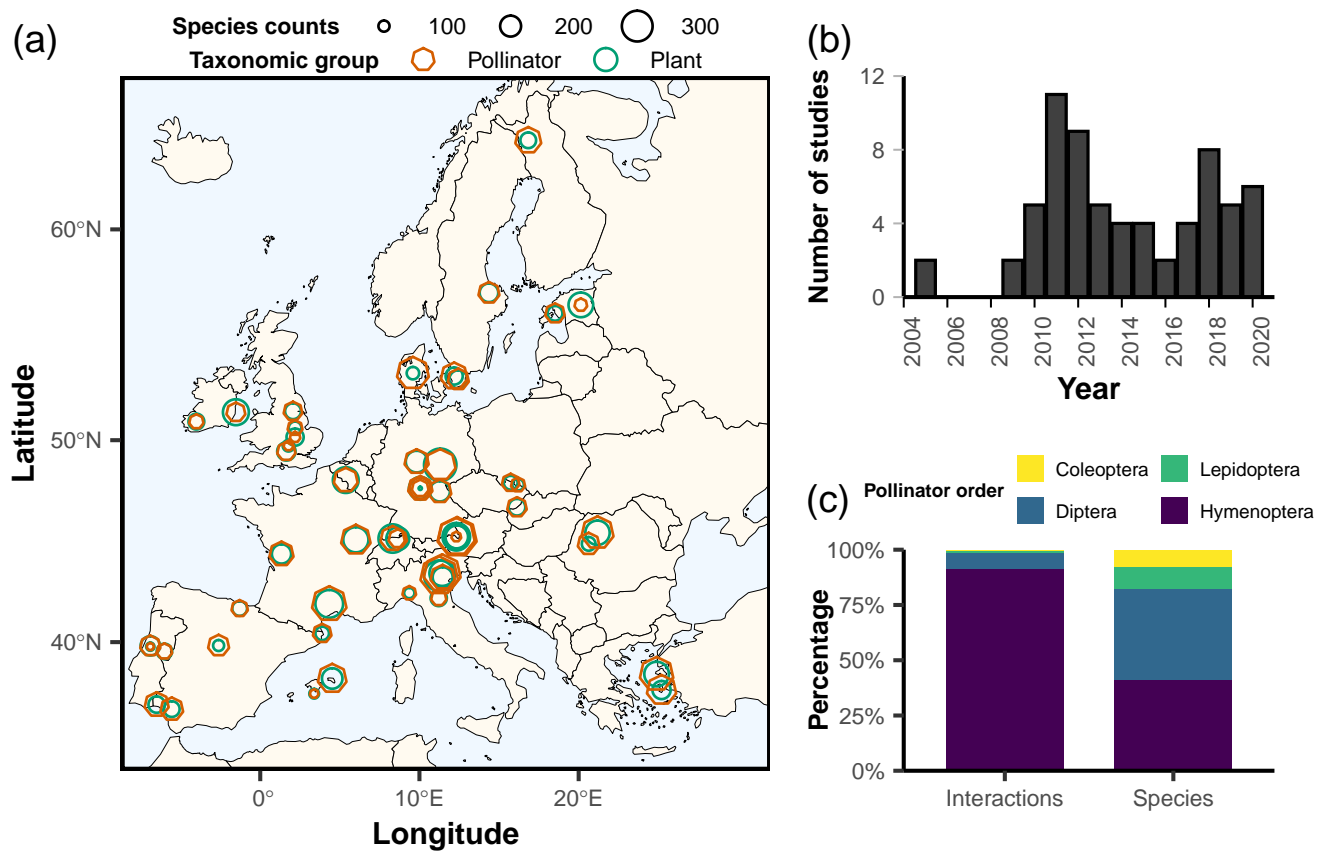 (a)
Species counts 100 200 300
Taxonomic group Pollinator Plant
Latitude
60°N
50°N
40°N
0° 10°E 20°E
Longitude
(b)
Number of studies
12
8
4
0
2004 2006 2008 2010 2012 2014 2016 2018 2020
Year
(c)
Pollinator order
Coleoptera Lepidoptera
Diptera Hymenoptera
Percentage
100%
75%
50%
25%
0%
Interactions Species